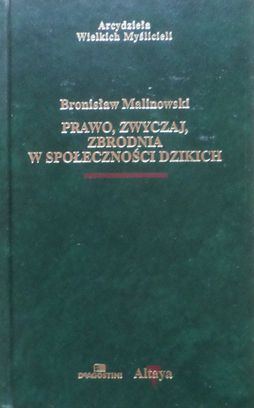 Arcydzieła
Wielkich Myślicieli
Bronisław Malinowski
PRAWO, ZWYCZAJ,
ZBRODNIA
W SPOŁECZNOŚCI DZIKICH
DEAGOSTINI Altaya